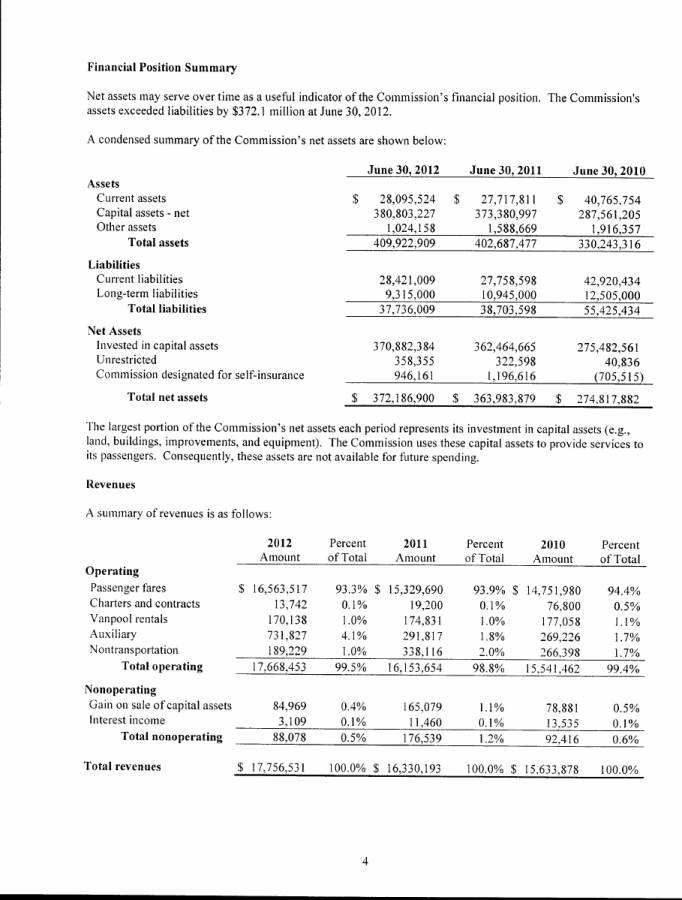 Financial Position Summary
Net assets may serve over time as a useful indicator of the Commission's financial position. The Commission's
assets exceeded liabilities by $372.1 million at June 30, 2012.
A condensed summary of the Commission's net assets are shown below:
June 30, 2012 June 30, 2011 June 30, 2010
Assets
Current assets $ 28,095,524 $ 27,717,811 $ 40,765,754
Capital assets - net 380,803,227 373,380,997 287,561,205
Other assets 1,024,158 1,588,669 1,916,357
Total assets 409,922,909 402,687,477 330,243,316
Liabilities
Current liabilities 28,421,009 27,758,598 42,920,434
Long-term liabilities 9,315,000 10,945,000 12,505,000
Total liabilities 37,736,009 38,703,598 55,425,434
Net Assets
Invested in capital assets 370,882,384 362,464,665 275,482,561
Unrestricted 358,355 322,598 40,836
Commission designated for self-insurance 946,161 1,196,616 (705,515)
Total net assets $ 372,186,900 $ 363,983,879 $ 274,817,882
The largest portion of the Commission's net assets each period represents its investment in capital assets (e.g.,
land, buildings, improvements, and equipment). The Commission uses these capital assets to provide services to
its passengers. Consequently, these assets are not available for future spending.
Revenues
A summary of revenues is as follows:
2012 Percent 2011 Percent 2010 Percent
Amount of Total Amount of Total Amount of Total
Operating
Passenger fares $ 16,563,517 93.3% $ 15,329,690 93.9% $ 14,751,980 94.4%
Charters and contracts 13,742 0.1% 19,200 0.1% 76,800 0.5%
Vanpool rentals 170,138 1.0% 174,831 1.0% 177,058 1.1%
Auxiliary 731,827 4.1% 291,817 1.8% 269,226 1.7%
Nontransportation 189,229 1.0% 338,116 2.0% 266,398 1.7%
Total operating 17,668,453 99.5% 16,153,654 98.8% 15,541,462 99.4%
Nonoperating
Gain on sale of capital assets 84,969 0.4% 165,079 1.1% 78,881 0.5%
Interest income 3,109 0.1% 11,460 0.1% 13,535 0.1%
Total nonoperating 88,078 0.5% 176,539 1.2% 92,416 0.6%
Total revenues $ 17,756,531 100.0% $ 16,330,193 100.0% $ 15,633,878 100.0%
4